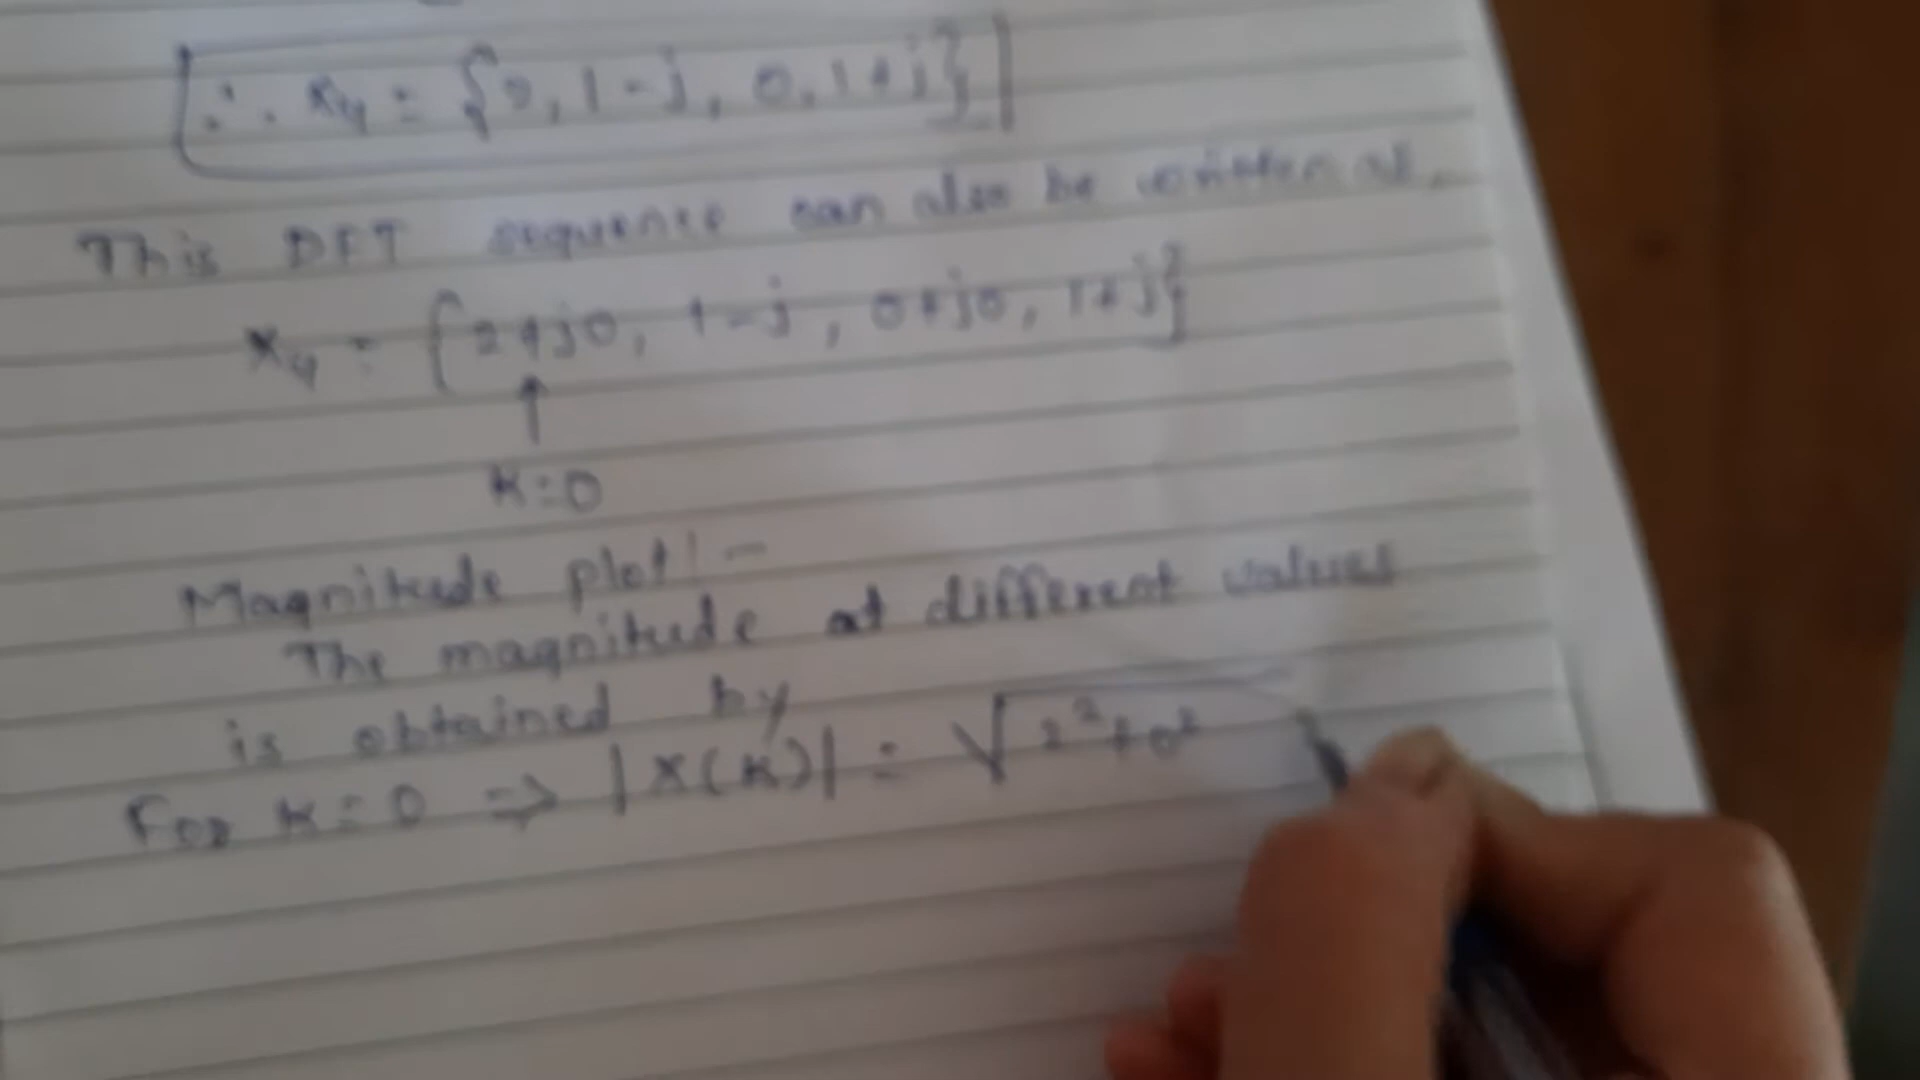 ∴ X₄ = {2, 1-j, 0, 1+j}
This DFT sequence can also be written as,
X₄ = {2+j0, 1-j, 0+j0, 1+j}
↑
K=0
Magnitude plot:-
The magnitude at different values
is obtained by
For K=0 ⇒ |X(K)| = √2²+0²